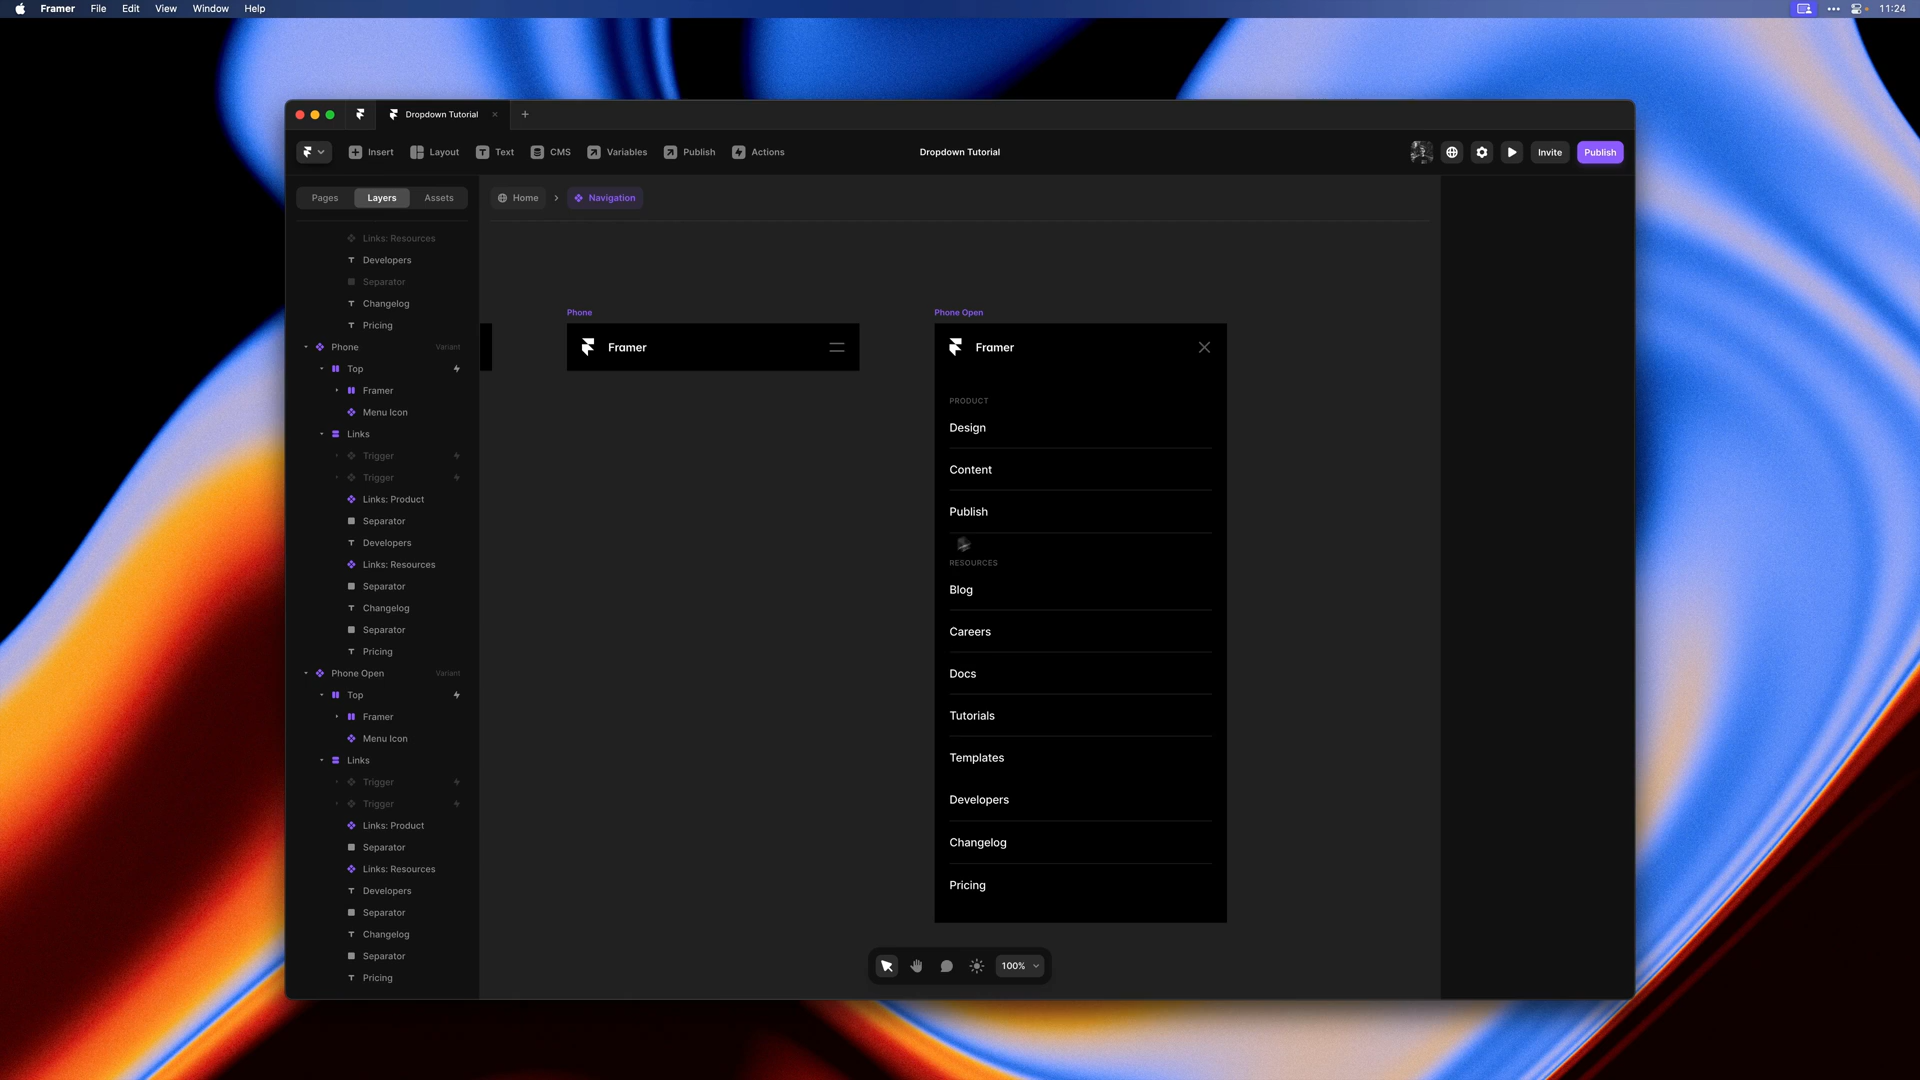 Framer File Edit View Window Help 11:24
Dropdown Tutorial
Insert Layout Text CMS Variables Publish Actions Dropdown Tutorial Invite Publish
Pages Layers Assets Home Navigation
Links: Resources
Developers
Separator
Changelog
Pricing
Phone Variant
Top
Framer
Menu Icon
Links
Trigger
Trigger
Links: Product
Separator
Developers
Links: Resources
Separator
Changelog
Separator
Pricing
Phone Open Variant
Top
Framer
Menu Icon
Links
Trigger
Trigger
Links: Product
Separator
Links: Resources
Developers
Separator
Changelog
Separator
Pricing
Phone
Framer
Phone Open
Framer
PRODUCT
Design
Content
Publish
RESOURCES
Blog
Careers
Docs
Tutorials
Templates
Developers
Changelog
Pricing
100%